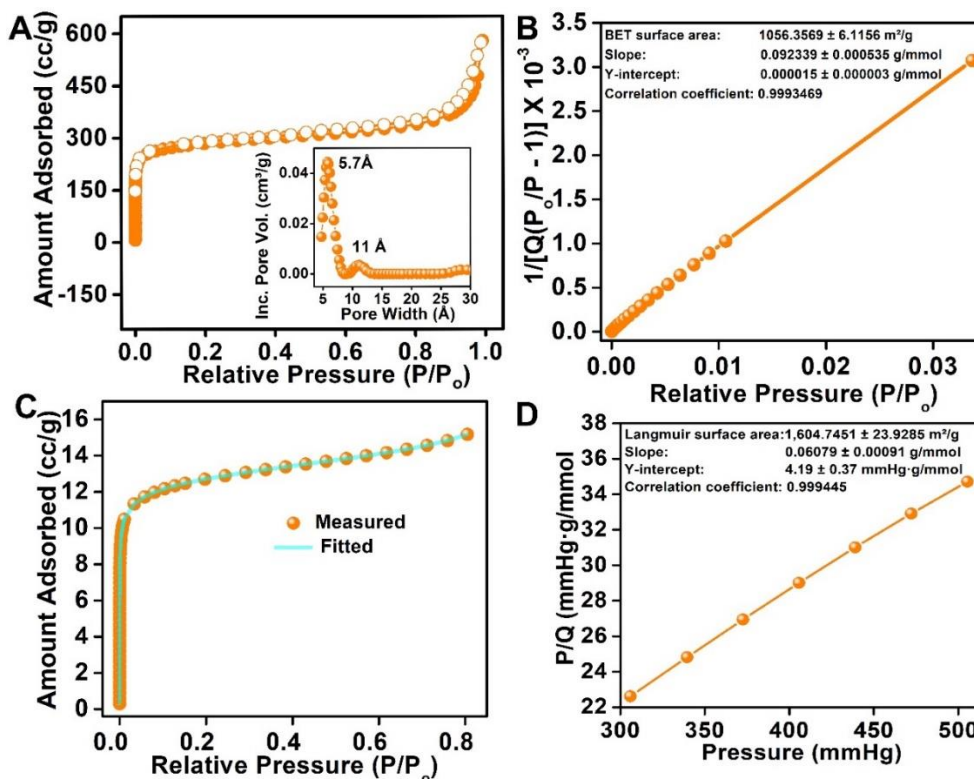 A
Amount Adsorbed (cc/g)
600
450
300
150
0
-150
0.0 0.2 0.4 0.6 0.8 1.0
Relative Pressure (P/Po)
Inc. Pore Vol. (cm³/g)
0.04
0.02
0.00
5.7Å
11 Å
5 10 15 20 25 30
Pore Width (Å)
B
BET surface area: 1056.3569 ± 6.1156 m²/g
Slope: 0.092339 ± 0.000535 g/mmol
Y-intercept: 0.000015 ± 0.000003 g/mmol
Correlation coefficient: 0.9993469
1/[Q(Po/P - 1)] X 10-3
3.0
2.5
2.0
1.5
1.0
0.5
0.0
0.00 0.01 0.02 0.03
Relative Pressure (P/Po)
C
Amount Adsorbed (cc/g)
16
14
12
10
8
6
4
2
0
Measured
Fitted
0.0 0.2 0.4 0.6 0.8
Relative Pressure (P/Po)
D
Langmuir surface area:1,604.7451 ± 23.9285 m²/g
Slope: 0.06079 ± 0.00091 g/mmol
Y-intercept: 4.19 ± 0.37 mmHg·g/mmol
Correlation coefficient: 0.999445
P/Q (mmHg·g/mmol)
38
36
34
32
30
28
26
24
22
300 350 400 450 500
Pressure (mmHg)